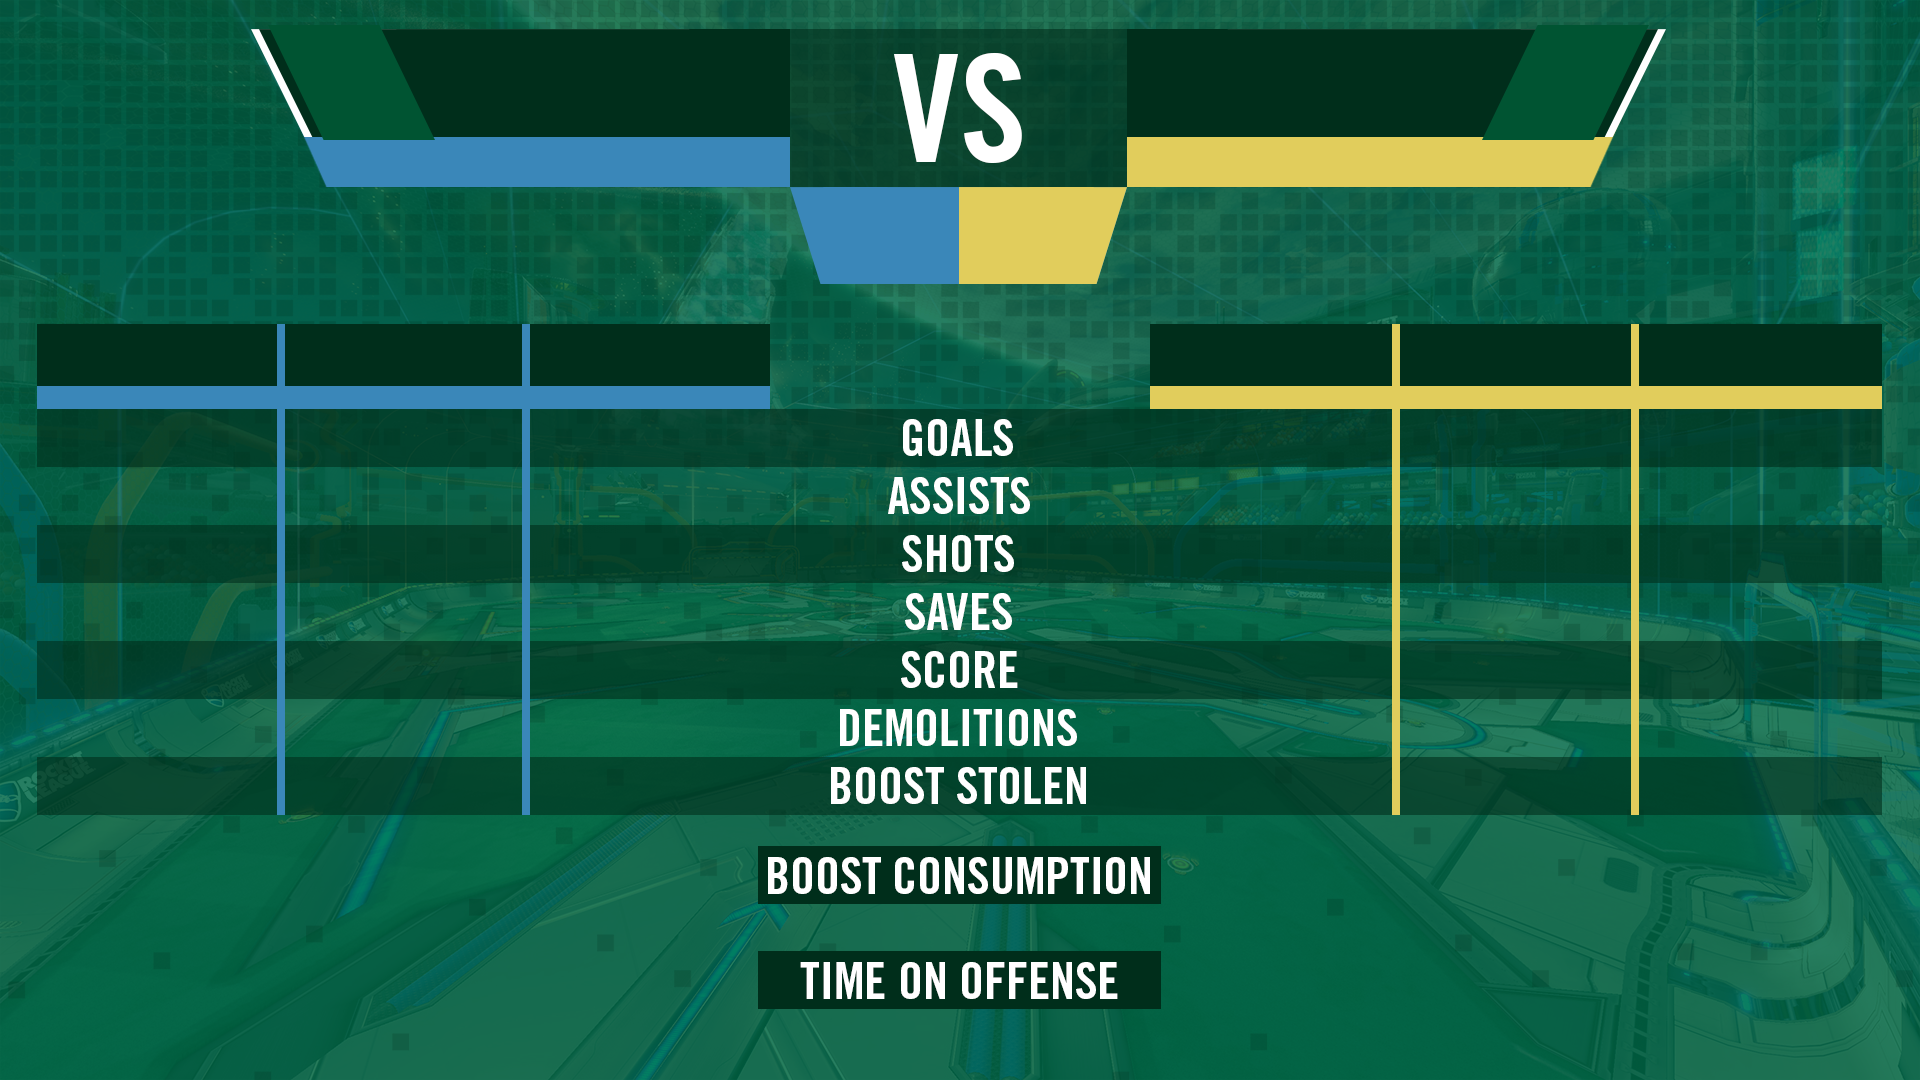 VS
GOALS
ASSISTS
SHOTS
SAVES
SCORE
DEMOLITIONS
BOOST STOLEN
BOOST CONSUMPTION
TIME ON OFFENSE